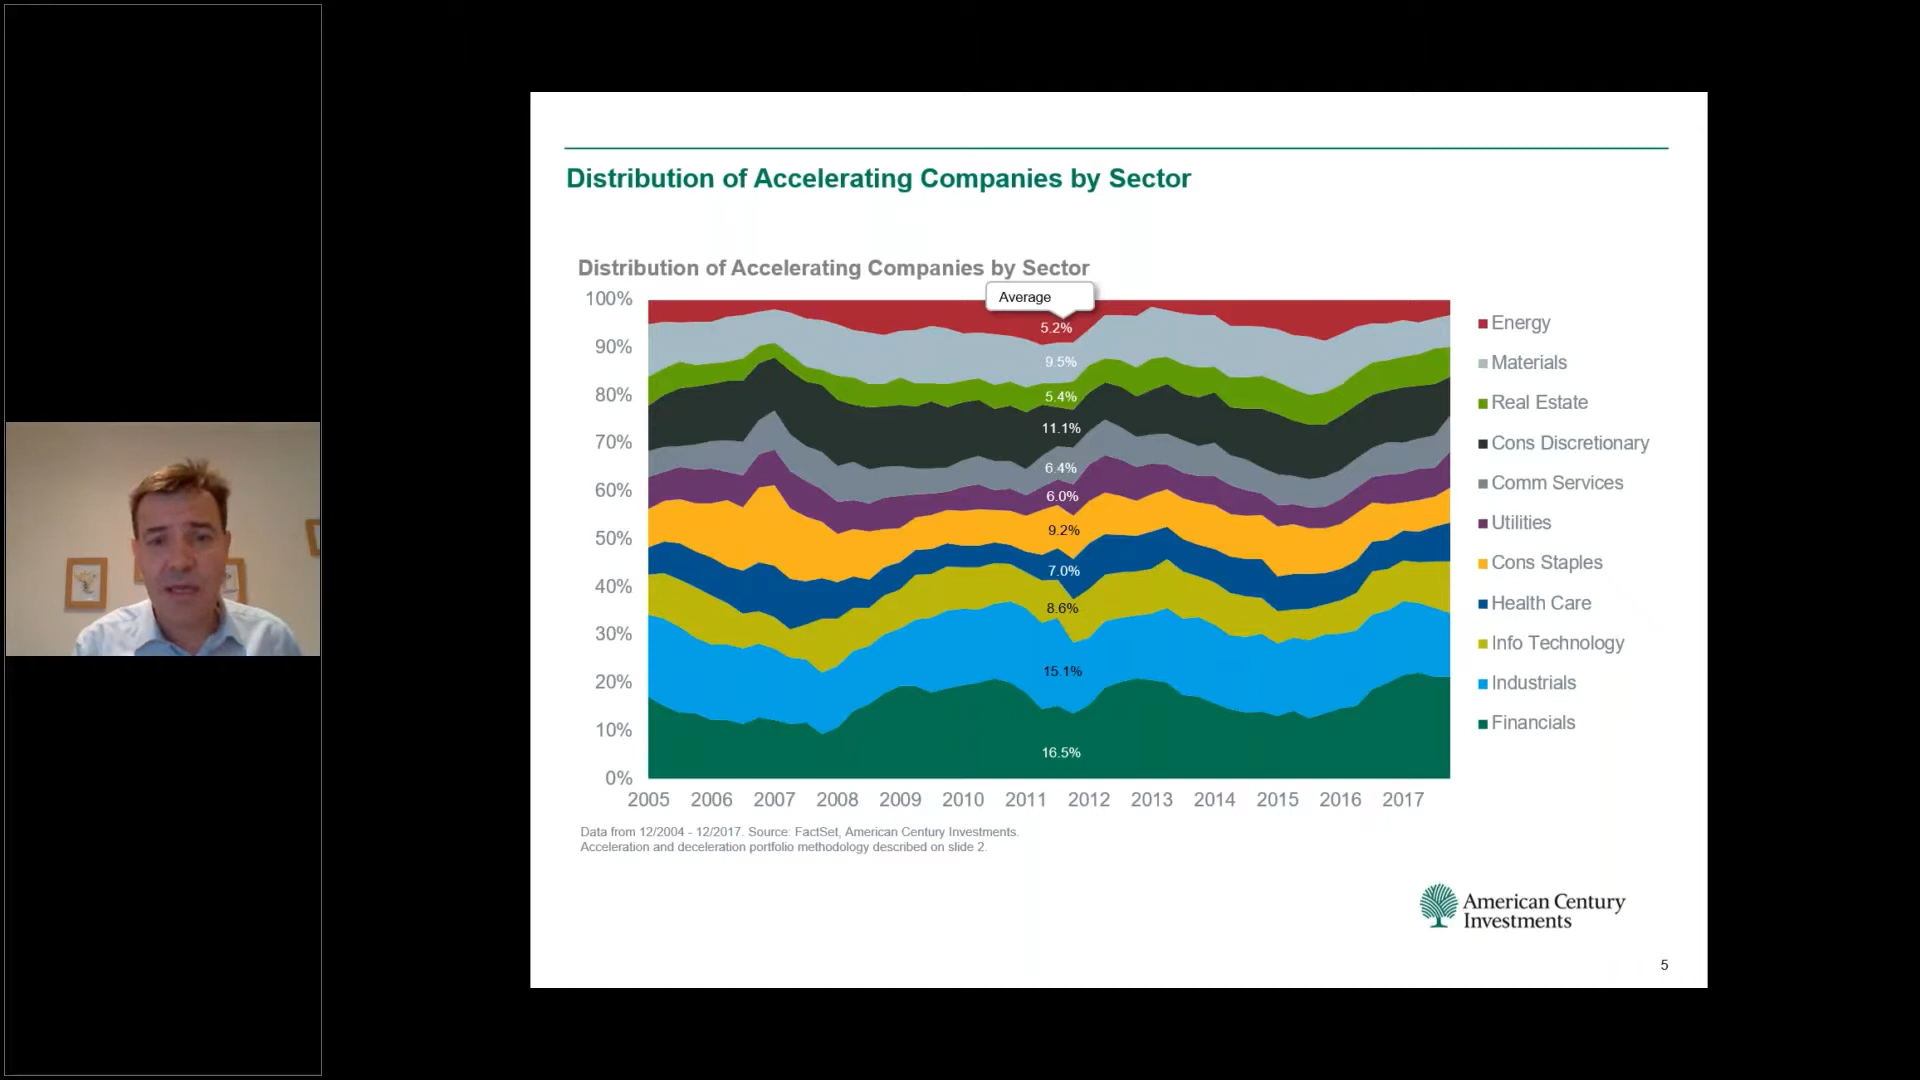 Distribution of Accelerating Companies by Sector
Distribution of Accelerating Companies by Sector
Average
100%
90%
80%
70%
60%
50%
40%
30%
20%
10%
0%
5.2%
9.5%
5.4%
11.1%
6.4%
6.0%
9.2%
7.0%
8.6%
15.1%
16.5%
2005 2006 2007 2008 2009 2010 2011 2012 2013 2014 2015 2016 2017
Energy
Materials
Real Estate
Cons Discretionary
Comm Services
Utilities
Cons Staples
Health Care
Info Technology
Industrials
Financials
Data from 12/2004 - 12/2017. Source: FactSet, American Century Investments.
Acceleration and deceleration portfolio methodology described on slide 2.
American Century
Investments
5